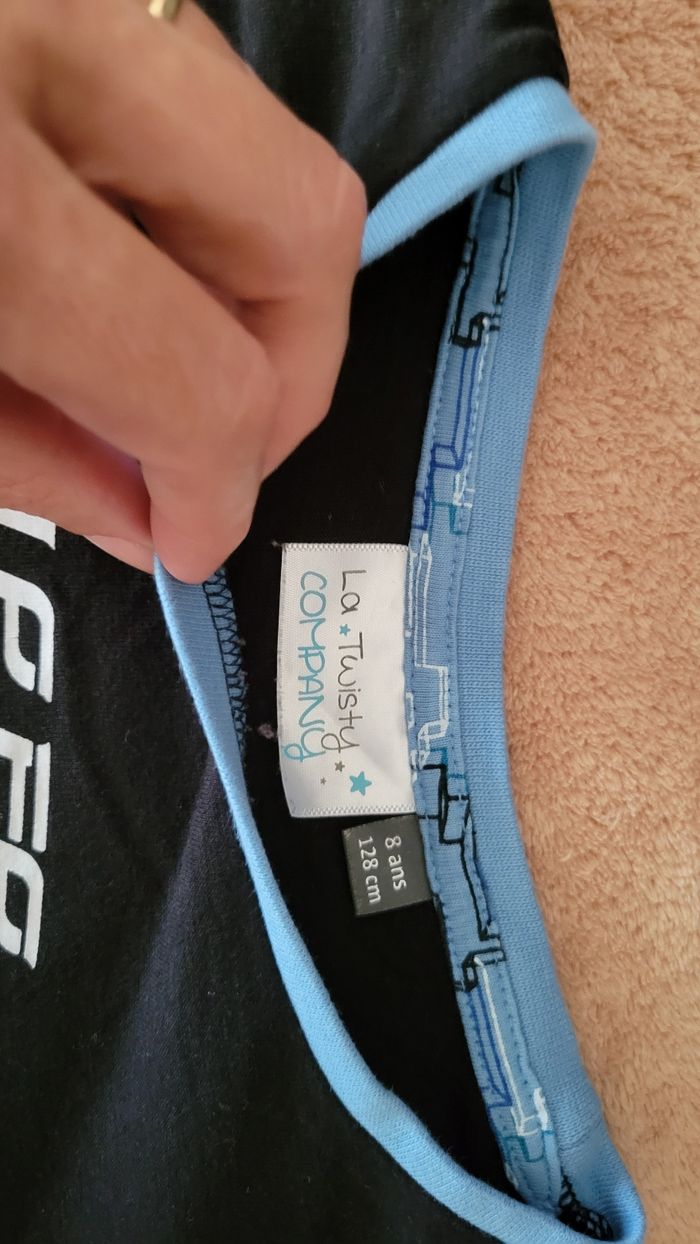 La Twisty
COMPANY
8 ans
128 cm